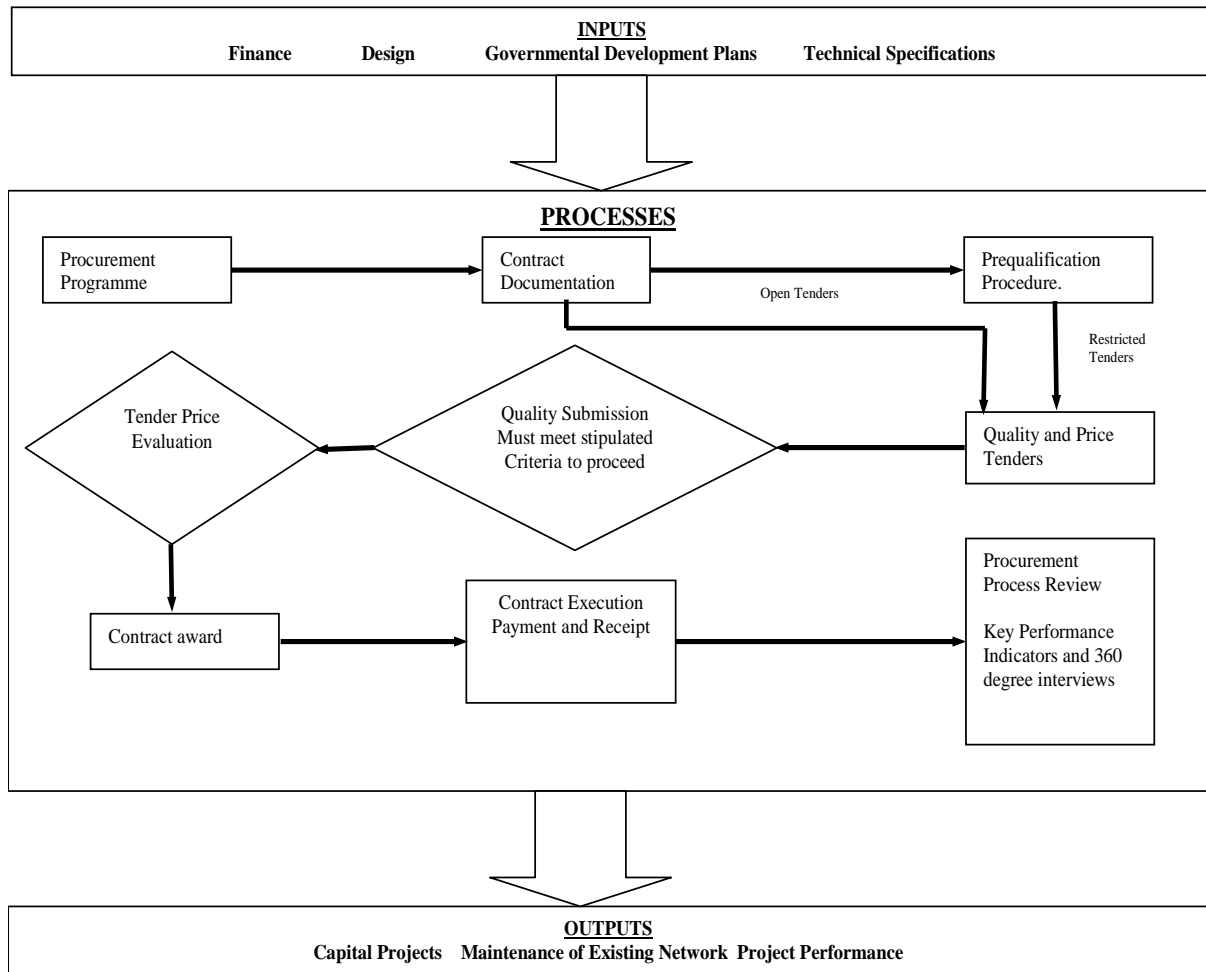 INPUTS
Finance Design Governmental Development Plans Technical Specifications
PROCESSES
Procurement
Programme
Contract
Documentation
Prequalification
Procedure.
Open Tenders
Restricted
Tenders
Tender Price
Evaluation
Quality Submission
Must meet stipulated
Criteria to proceed
Quality and Price
Tenders
Contract award
Contract Execution
Payment and Receipt
Procurement
Process Review
Key Performance
Indicators and 360
degree interviews
OUTPUTS
Capital Projects Maintenance of Existing Network Project Performance